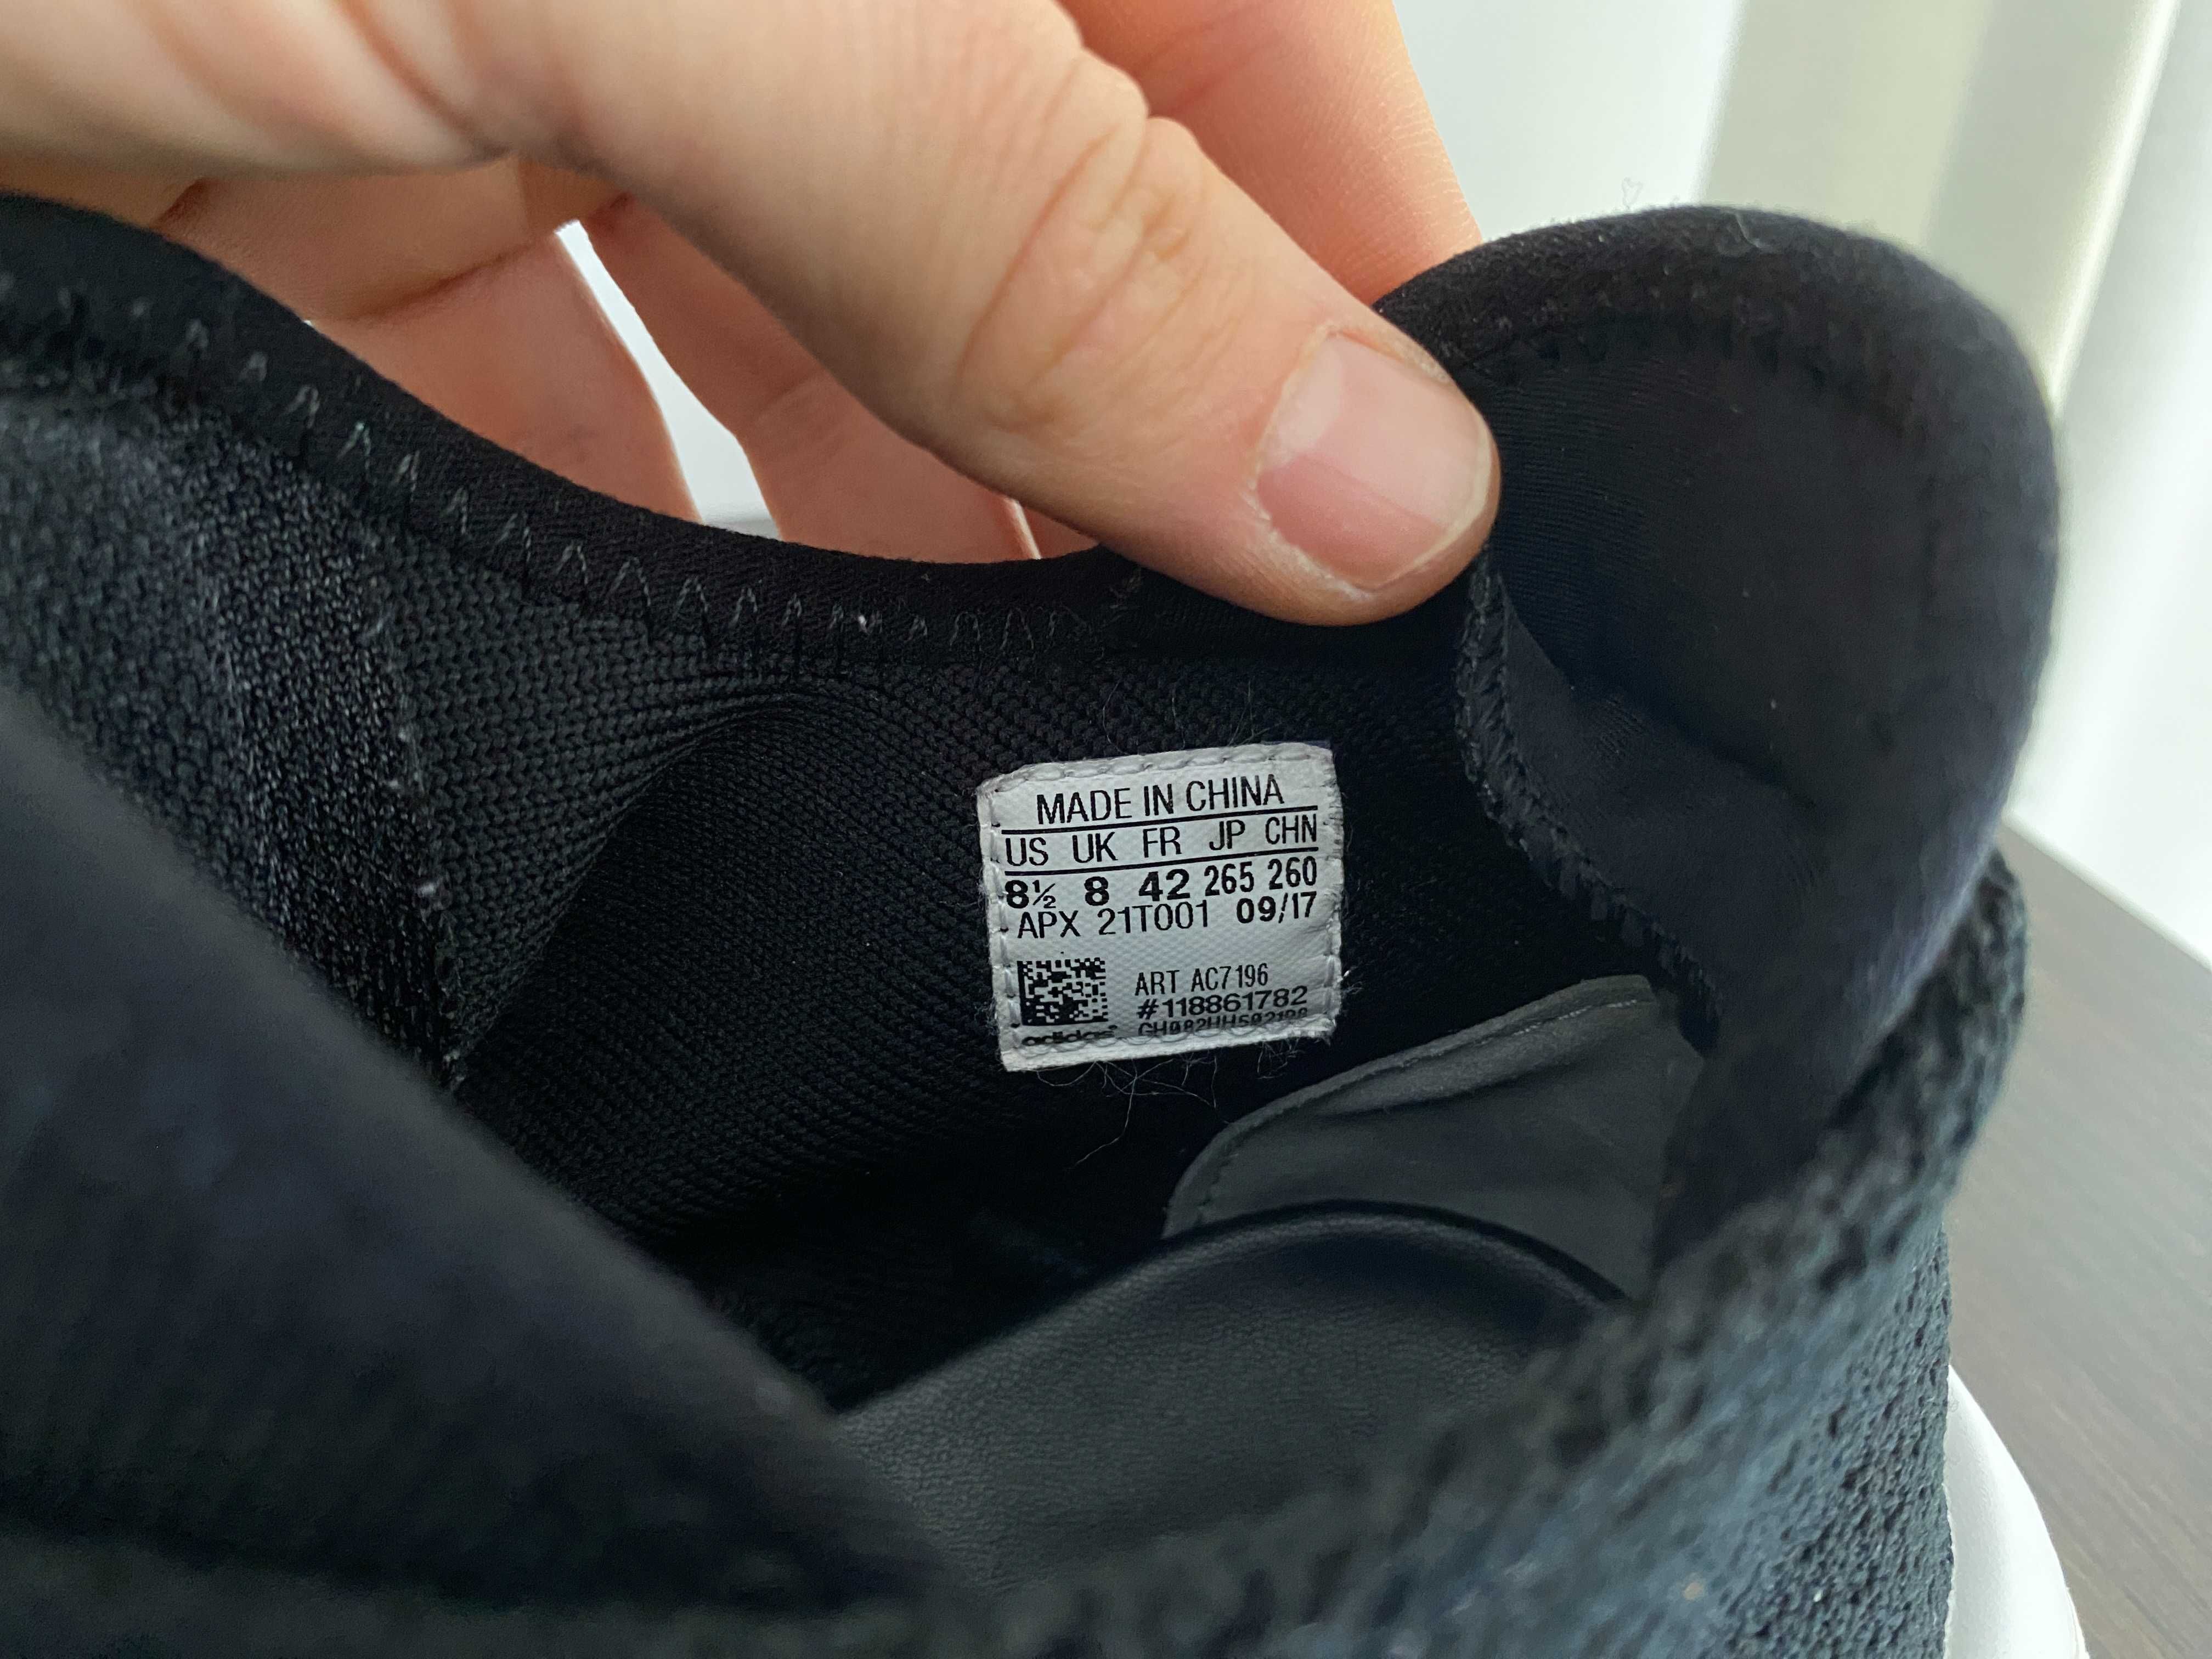 MADE IN CHINA
US UK FR JP CHN
8½ 8 42 265 260
APX 21T001 09/17
ART AC7196
#118861782
adidas